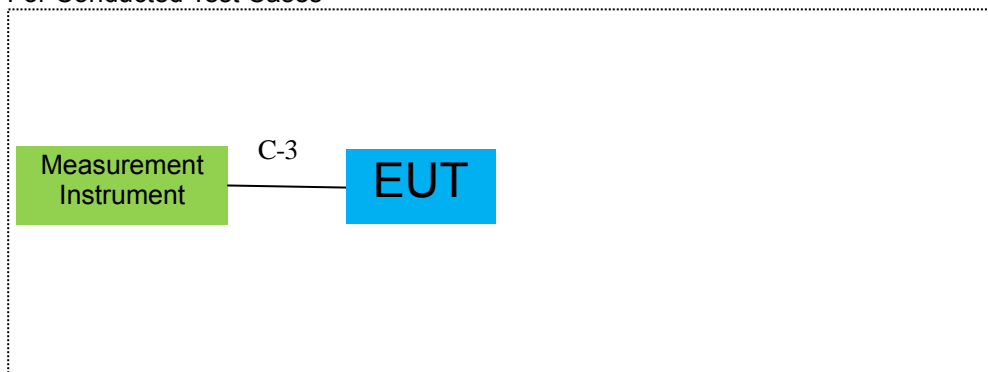 For Conducted Test Cases
C-3
Measurement
Instrument
EUT